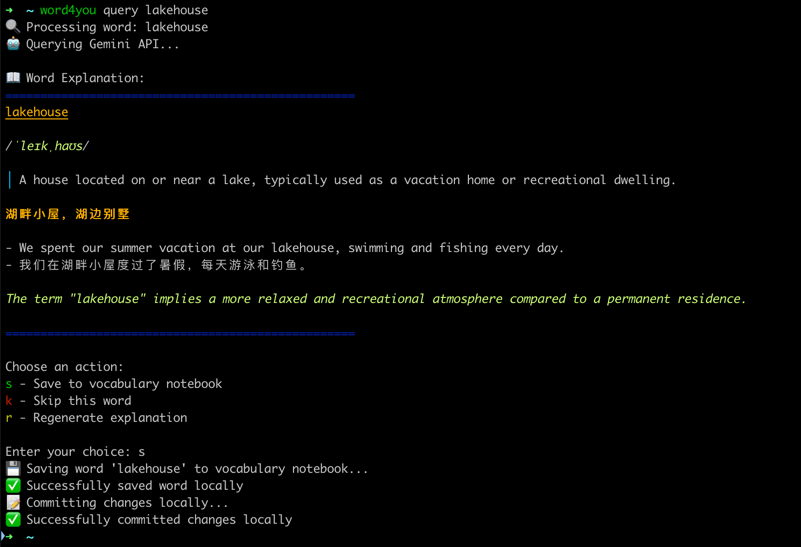 ➜ ~ word4you query lakehouse
🔍 Processing word: lakehouse
🤖 Querying Gemini API...
📖 Word Explanation:
==================================================
lakehouse
/ˈleɪkˌhaʊs/
│ A house located on or near a lake, typically used as a vacation home or recreational dwelling.
湖畔小屋, 湖边别墅
- We spent our summer vacation at our lakehouse, swimming and fishing every day.
- 我们在湖畔小屋度过了暑假, 每天游泳和钓鱼。
The term "lakehouse" implies a more relaxed and recreational atmosphere compared to a permanent residence.
==================================================
Choose an action:
s - Save to vocabulary notebook
k - Skip this word
r - Regenerate explanation
Enter your choice: s
💾 Saving word 'lakehouse' to vocabulary notebook...
✅ Successfully saved word locally
📝 Committing changes locally...
✅ Successfully committed changes locally
➜ ~